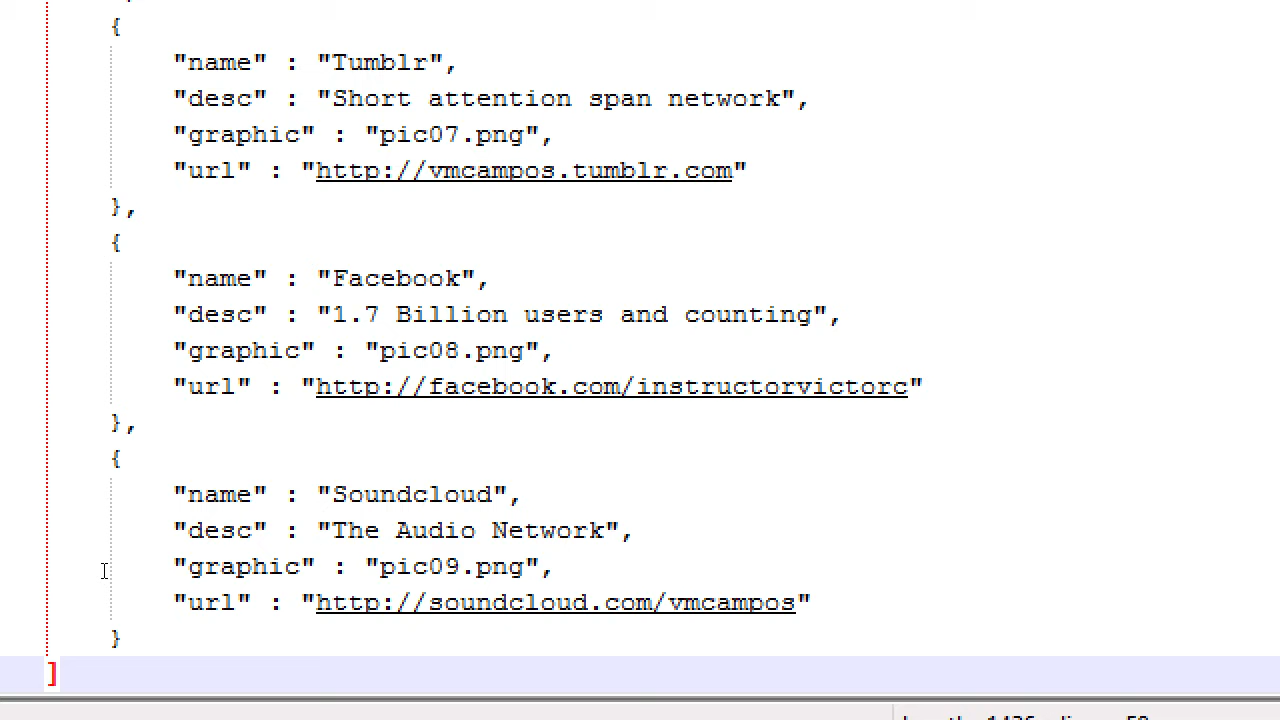 {
"name" : "Tumblr",
"desc" : "Short attention span network",
"graphic" : "pic07.png",
"url" : "http://vmcampos.tumblr.com"
},
{
"name" : "Facebook",
"desc" : "1.7 Billion users and counting",
"graphic" : "pic08.png",
"url" : "http://facebook.com/instructorvictorc"
},
{
"name" : "Soundcloud",
"desc" : "The Audio Network",
"graphic" : "pic09.png",
"url" : "http://soundcloud.com/vmcampos"
}
]